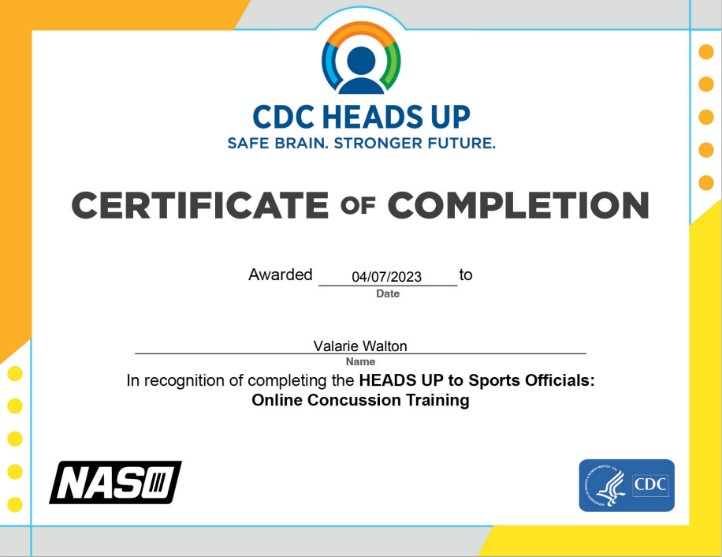 CDC HEADS UP
SAFE BRAIN. STRONGER FUTURE.
CERTIFICATE OF COMPLETION
Awarded 04/07/2023 to
Date
Valarie Walton
Name
In recognition of completing the HEADS UP to Sports Officials:
Online Concussion Training
NASO
CDC